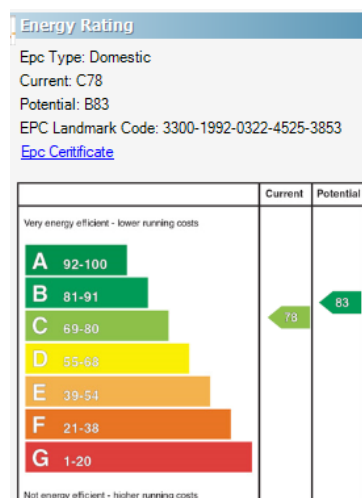 Energy Rating
Epc Type: Domestic
Current: C78
Potential: B83
EPC Landmark Code: 3300-1992-0322-4525-3853
Epc Ceritificate
Current Potential
Very energy efficient - lower running costs
A 92-100
B 81-91
83
C 69-80
78
D 55-68
E 39-54
F 21-38
G 1-20
Not energy efficient - higher running costs